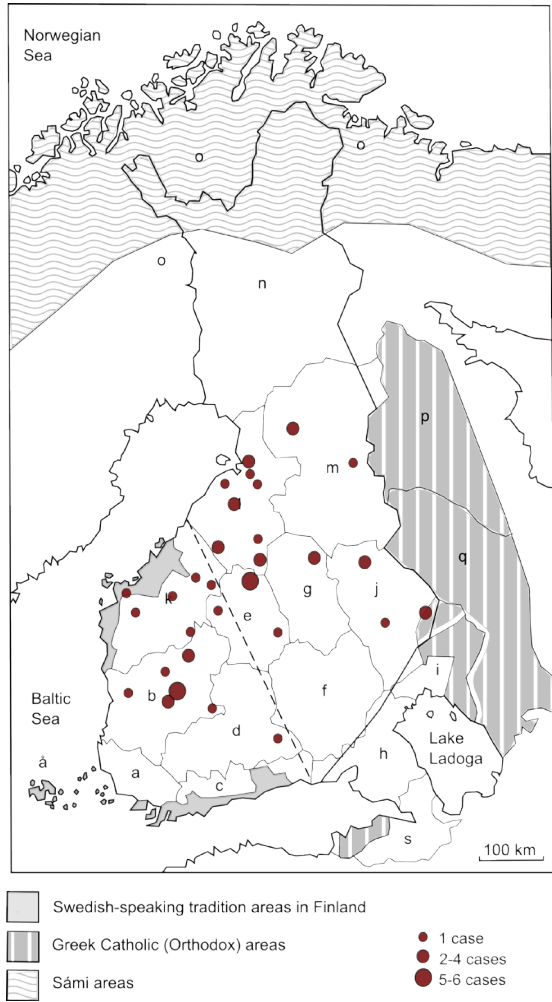 Norwegian
Sea
o
o
o
n
p
m
q
k
g
j
e
i
b
f
Baltic
Sea
d
Lake
Ladoga
å
h
a
c
s
100 km
Swedish-speaking tradition areas in Finland
Greek Catholic (Orthodox) areas
Sámi areas
1 case
2-4 cases
5-6 cases